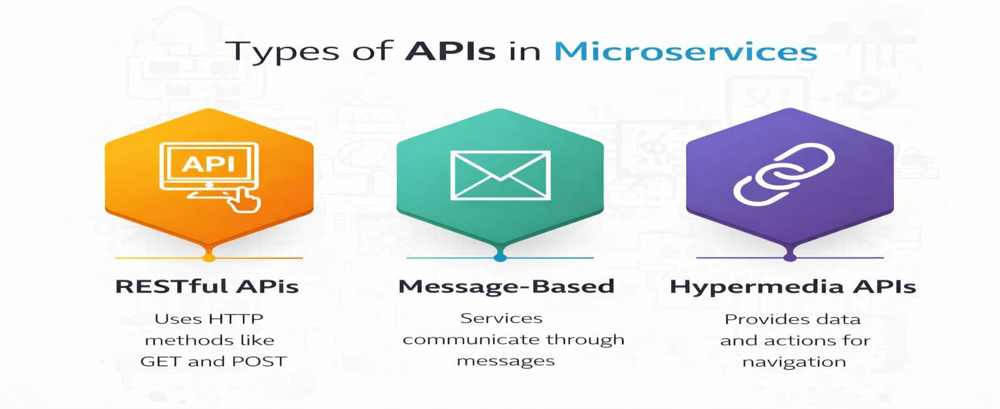 Types of APIs in Microservices
API
RESTful APis
Uses HTTP
methods like
GET and POST
Message-Based
Services
communicate through
messages
Hypermedia APIs
Provides data
and actions for
navigation